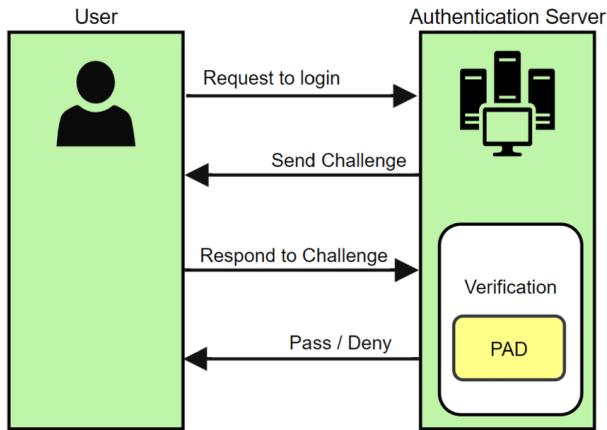 User
Authentication Server
Request to login
Send Challenge
Respond to Challenge
Verification
PAD
Pass / Deny